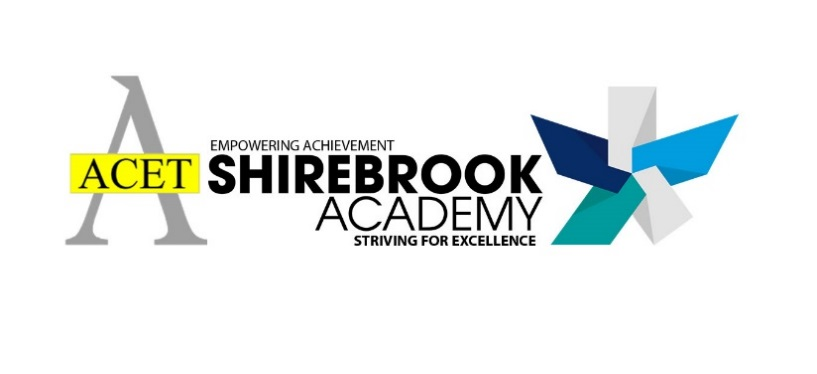 ACET
EMPOWERING ACHIEVEMENT
SHIREBROOK
ACADEMY
STRIVING FOR EXCELLENCE